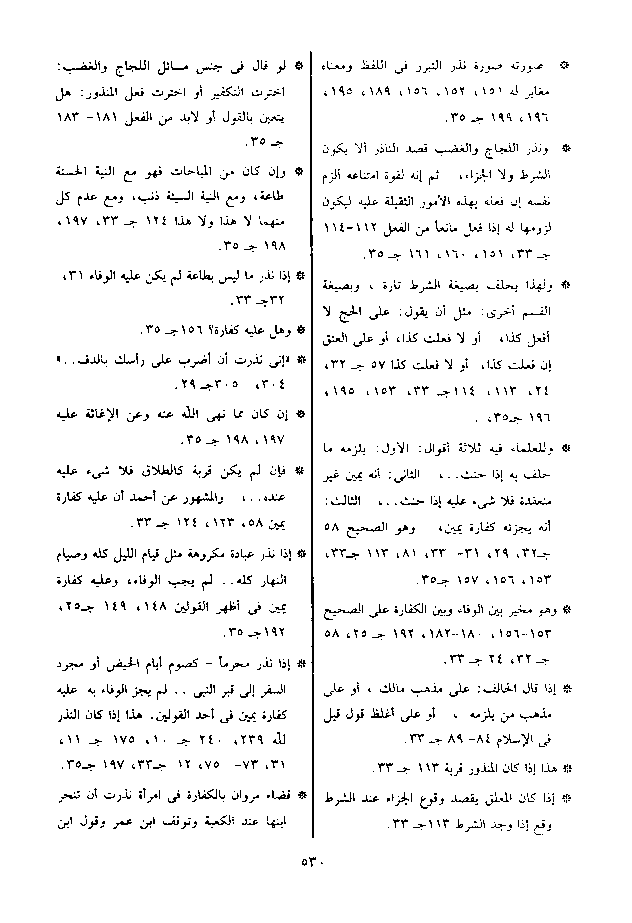 * صورته صورة نذر التبرر فى اللفظ ومعناه
مغاير له ١٥١، ١٥٢، ١٥٦، ١٨٩، ١٩٥،
١٩٦، ١٩٩ جـ ٣٥.
* ونذر اللجاج والغضب قصد الناذر ألا يكون
الشرط ولا الجزاء، ثم إنه لقوة امتناعه ألزم
نفسه إن فعله بهذه الأمور الثقيلة عليه ليكون
لزومها له إذا فعل مانعاً من الفعل ١١٢-١١٤
جـ ٣٣، ١٥١، ١٦٠، ١٦١ جـ ٣٥.
* ولهذا يحلف بصيغة الشرط تارة ، وبصيغة
القسم أخرى: مثل أن يقول: على الحج لا
أفعل كذا، أو لا فعلت كذا، أو على العتق
إن فعلت كذا، أو لا فعلت كذا ٥٧ جـ ٣٢،
٢٤، ١١٣، ١١٤جـ ٣٣، ١٥٣، ١٩٥،
١٩٦ جـ٣٥، .
* وللعلماء فيه ثلاثة أقوال: الأول: يلزمه ما
حلف به إذا حنث..، الثانى: أنه يمين غير
منعقدة فلا شىء عليه إذا حنث..، الثالث:
أنه يجزئه كفارة يمين، وهو الصحيح ٥٨
جـ٣٢، ٢٩، ٣١- ٣٣، ٨١، ١١٣ جـ٣٣،
١٥٣، ١٥٦، ١٥٧ جـ٣٥.
* وهو مخير بين الوفاء وبين الكفارة على الصحيح
١٥٣-١٥٦، ١٨٠-١٨٢، ١٩٢ جـ ٢٥، ٥٨
جـ ٣٢، ٢٤ جـ ٣٣.
* إذا قال الحالف: على مذهب مالك ، أو على
مذهب من يلزمه ، أو على أغلظ قول قيل
فى الإسلام ٨٤- ٨٩ جـ ٣٣.
* هذا إذا كان المنذور قربة ١١٣ جـ ٣٣.
* إذا كان المعلق يقصد وقوع الجزاء عند الشرط
وقع إذا وجد الشرط ١١٣جـ ٣٣.
* لو قال فى جنس مسائل اللجاج والغضب:
اخترت التكفير أو اخترت فعل المنذور: هل
يتعين بالقول أو لابد من الفعل ١٨١- ١٨٣
جـ ٣٥.
* وإن كان من المباحات فهو مع النية الحسنة
طاعة، ومع النية السيئة ذنب، ومع عدم كل
منهما لا هذا ولا هذا ١٢٤ جـ ٣٣، ١٩٧،
١٩٨ جـ ٣٥.
* إذا نذر ما ليس بطاعة لم يكن عليه الوفاء ٣١،
٣٢جـ ٣٣.
* وهل عليه كفارة؟ ١٥٦ جـ ٣٥.
* «إنى نذرت أن أضرب على رأسك بالدف..»
٣٠٤، ٣٠٥جـ ٢٩.
* إن كان مما نهى الله عنه وعن الإغاثة عليه
١٩٧، ١٩٨ جـ ٣٥.
* فإن لم يكن قربة كالطلاق فلا شىء عليه
عنده..، والمشهور عن أحمد أن عليه كفارة
يمين ٥٨، ١٢٣، ١٢٤ جـ ٣٣.
* إذا نذر عبادة مكروهة مثل قيام الليل كله وصيام
النهار كله.. لم يجب الوفاء، وعليه كفارة
يمين فى أظهر القولين ١٤٨، ١٤٩ جـ٢٥،
١٩٢جـ ٣٥.
* إذا نذر محرماً - كصوم أيام الحيض أو مجرد
السفر إلى قبر النبى .. لم يجز الوفاء به عليه
كفارة يمين فى أحد القولين. هذا إذا كان النذر
لله ٢٣٩، ٢٤٠ جـ ١٠، ١٧٥ جـ ١١،
٣١، ٧٣- ٧٥، ١٢ جـ٣٣، ١٩٧ جـ٣٥.
* قضاء مروان بالكفارة فى امرأة نذرت أن تنحر
ابنها عند الكعبة وتوقف ابن عمر وقول ابن
٥٣٠